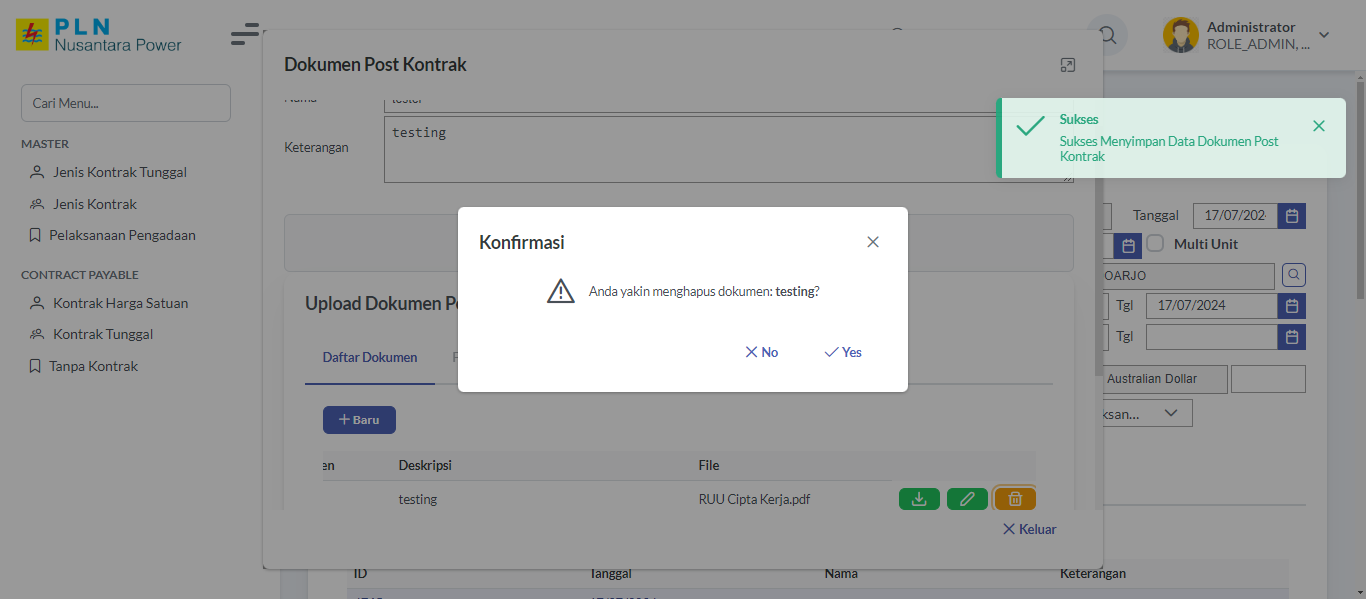 PLN
Nusantara Power
Administrator
ROLE_ADMIN, ...
Cari Menu...
MASTER
Jenis Kontrak Tunggal
Jenis Kontrak
Pelaksanaan Pengadaan
CONTRACT PAYABLE
Kontrak Harga Satuan
Kontrak Tunggal
Tanpa Kontrak
Dokumen Post Kontrak
Nama
tester
Keterangan
testing
Sukses
Sukses Menyimpan Data Dokumen Post
Kontrak
Tanggal
17/07/202
Multi Unit
OARJO
Tgl
17/07/2024
Tgl
Australian Dollar
ksan...
Konfirmasi
Anda yakin menghapus dokumen: testing?
No
Yes
Upload Dokumen Po
Daftar Dokumen
F
Baru
en
Deskripsi
File
testing
RUU Cipta Kerja.pdf
Keluar
ID
Tanggal
Nama
Keterangan